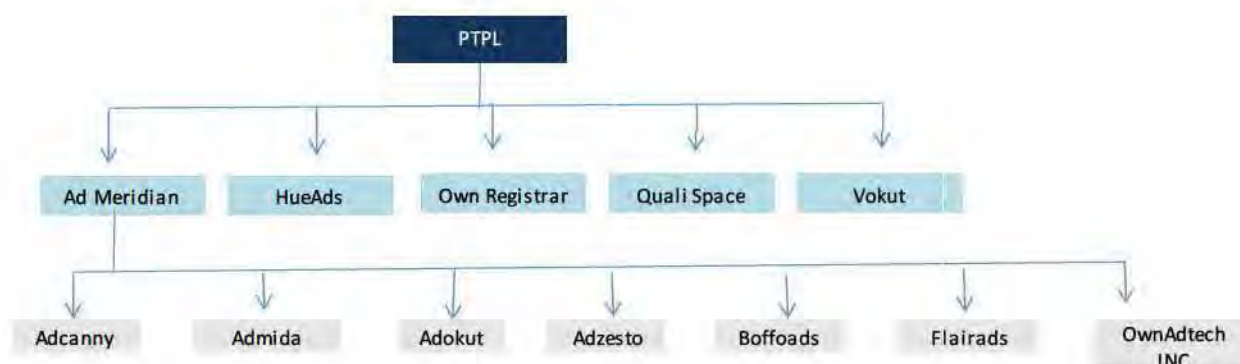 PTPL
Ad Meridian
HueAds
Own Registrar
Quali Space
Vokut
Adcanny
Admida
Adokut
Adzesto
Boffoads
Flairads
OwnAdtech
INC